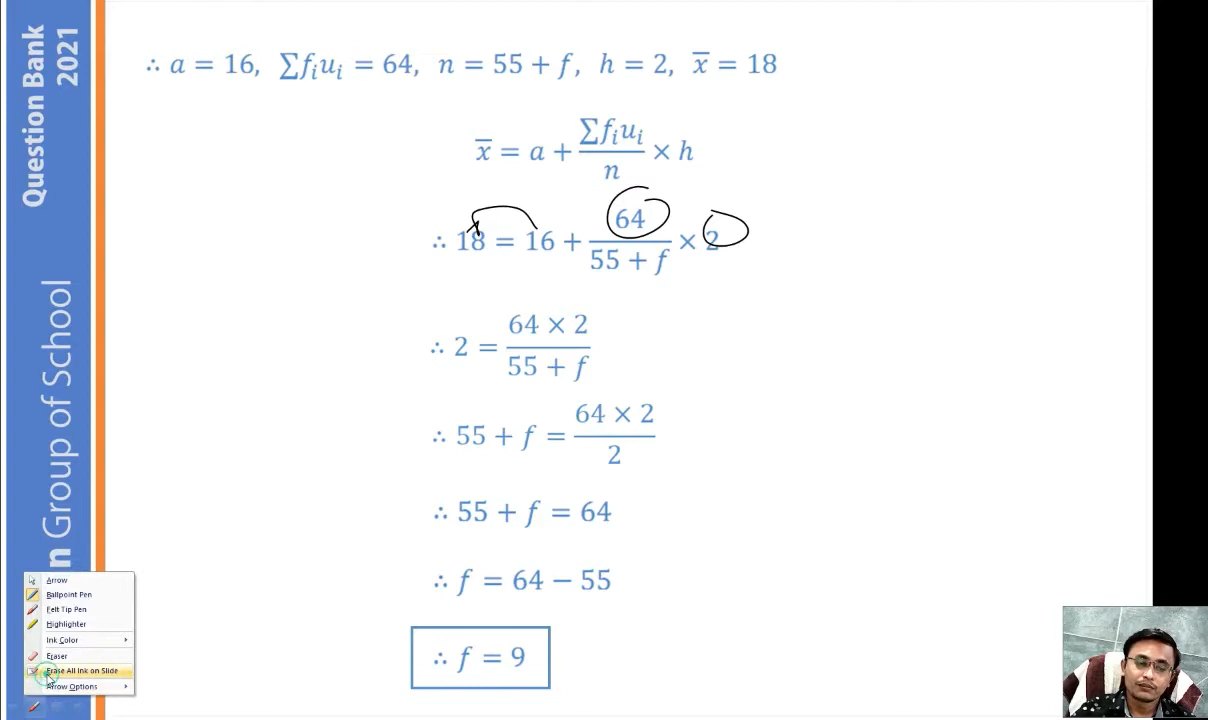 Question Bank
2021
n Group of School
∴ a = 16, ∑fᵢuᵢ = 64, n = 55 + f, h = 2, x̅ = 18
x̅ = a + ∑fᵢuᵢ / n × h
∴ 18 = 16 + 64 / 55 + f × 2
∴ 2 = 64 × 2 / 55 + f
∴ 55 + f = 64 × 2 / 2
∴ 55 + f = 64
∴ f = 64 − 55
∴ f = 9
Arrow
Ballpoint Pen
Felt Tip Pen
Highlighter
Ink Color
Eraser
Erase All Ink on Slide
Arrow Options